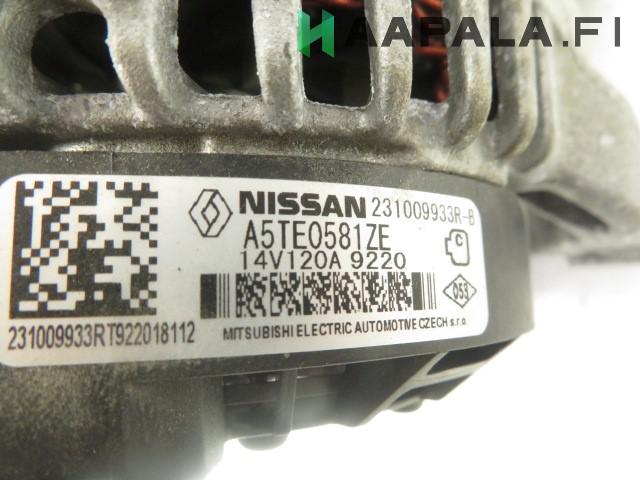 HAAPALA.FI
NISSAN 231009933R-B
A5TE0581ZE
14V120A 9220
053
231009933RT922018112
MITSUBISHI ELECTRIC AUTOMOTIVE CZECH s.r.o.